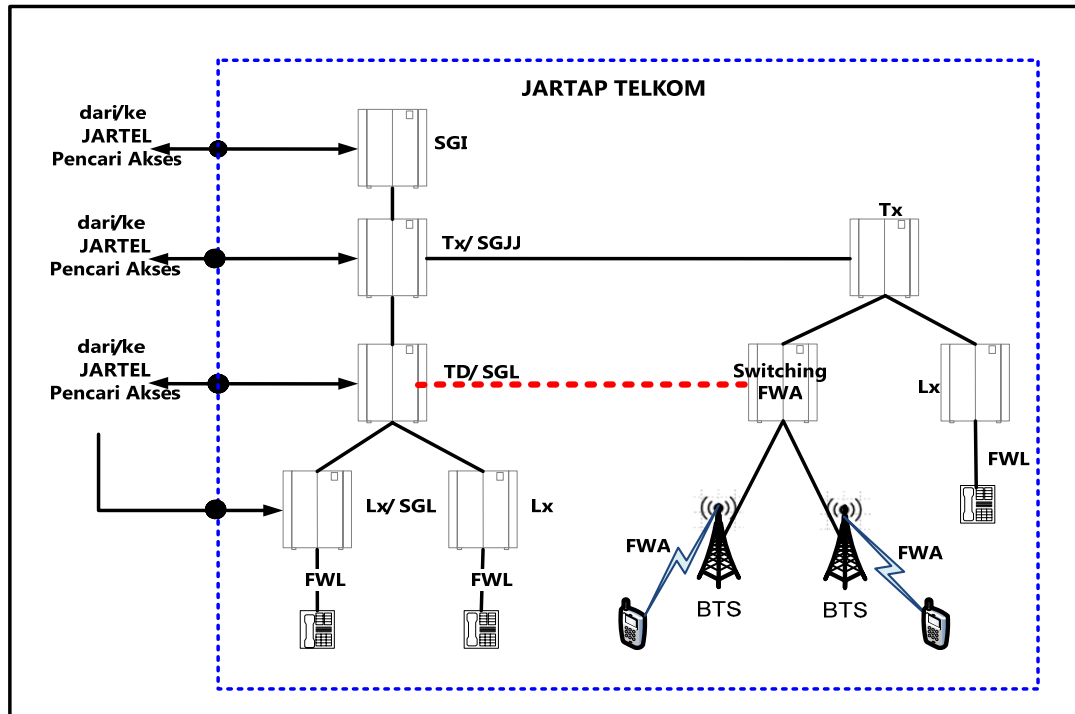 JARTAP TELKOM
dari/ke
JARTEL
Pencari Akses
SGI
dari/ke
JARTEL
Pencari Akses
Tx/ SGJJ
Tx
dari/ke
JARTEL
Pencari Akses
TD/ SGL
Switching
FWA
Lx
Lx/ SGL
Lx
FWL
FWL
FWL
FWA
FWA
BTS
BTS